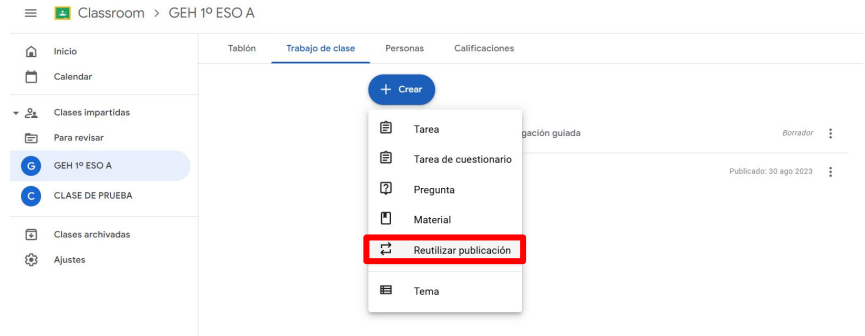 Classroom > GEH 1º ESO A
Inicio
Calendar
Clases impartidas
Para revisar
G GEH 1º ESO A
C CLASE DE PRUEBA
Clases archivadas
Ajustes
Tablón Trabajo de clase Personas Calificaciones
+ Crear
Tarea
Tarea de cuestionario
Pregunta
Material
Reutilizar publicación
Tema
gación guiada Borrador
Publicado: 30 ago 2023